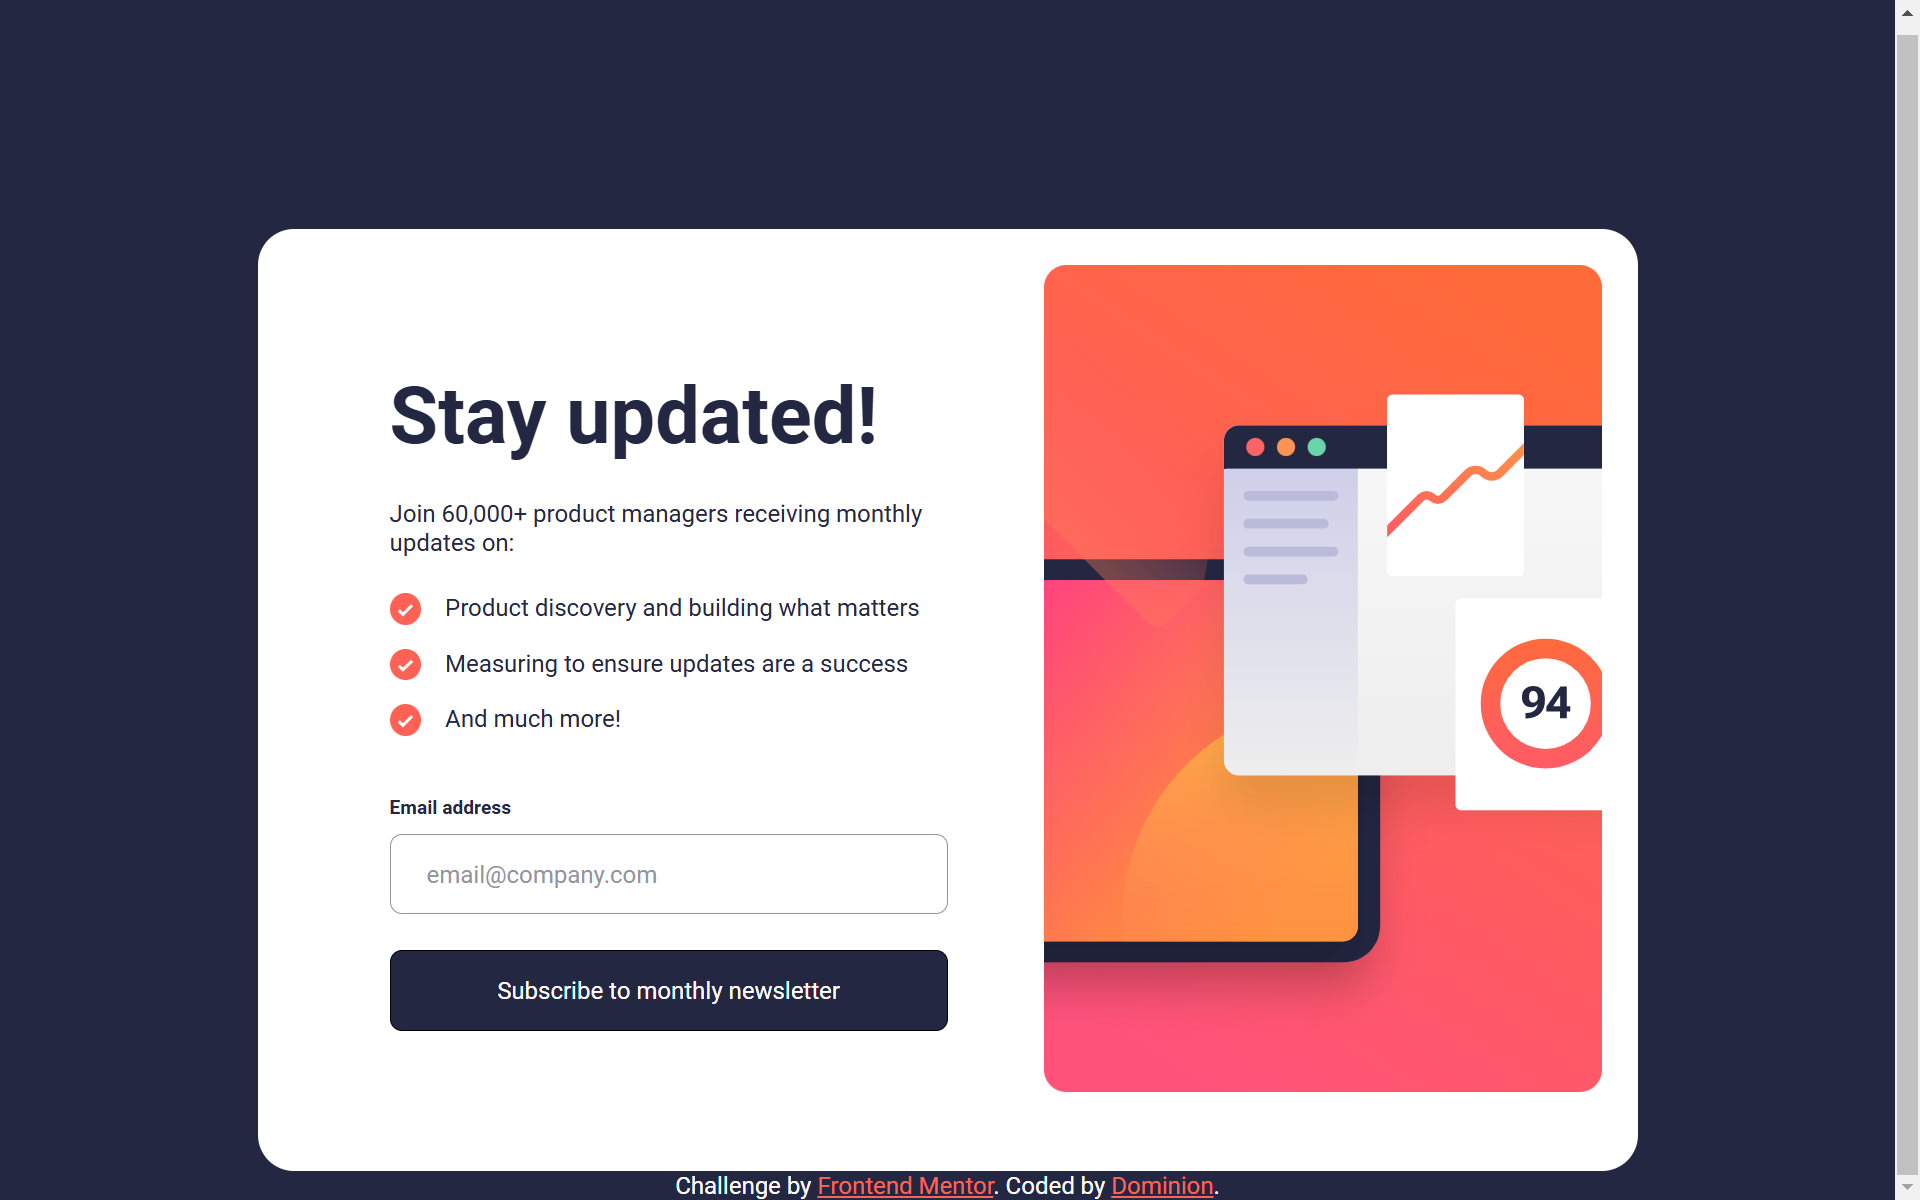 Stay updated!
Join 60,000+ product managers receiving monthly
updates on:
Product discovery and building what matters
Measuring to ensure updates are a success
And much more!
Email address
email@company.com
Subscribe to monthly newsletter
94
Challenge by Frontend Mentor. Coded by Dominion.